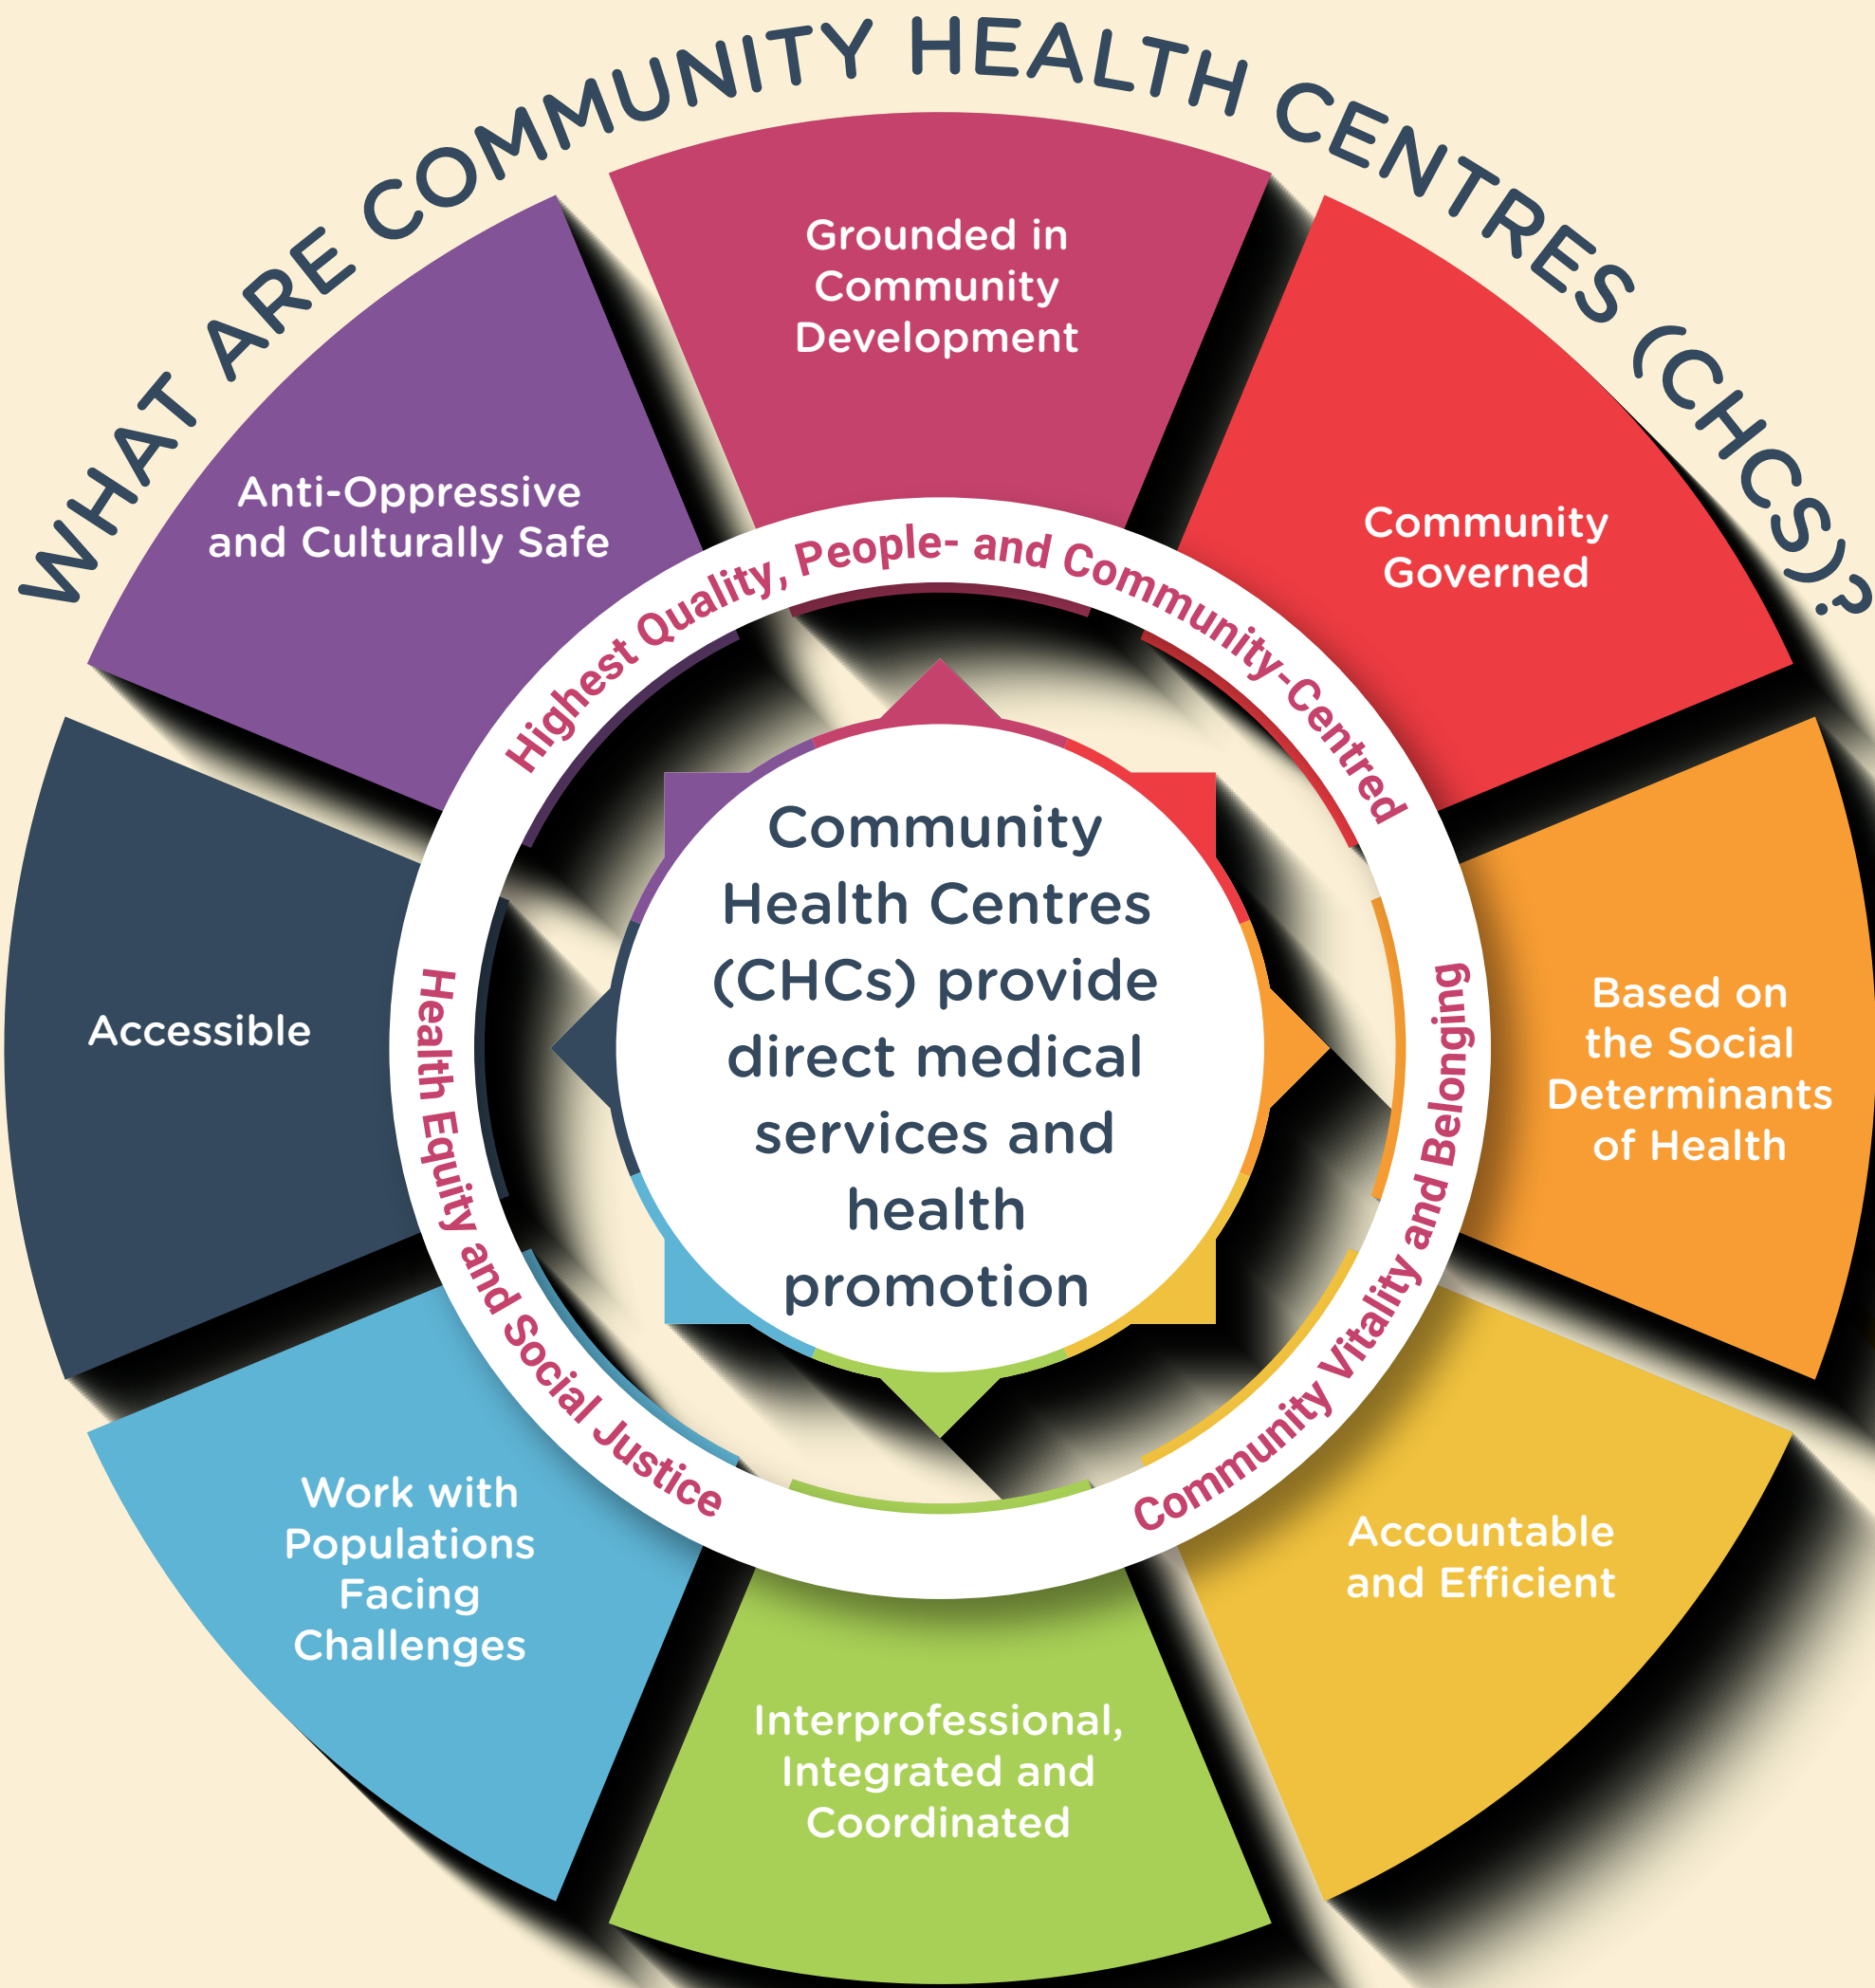 WHAT ARE COMMUNITY HEALTH CENTRES (CHCS)?
Grounded in
Community
Development
Community
Governed
Based on
the Social
Determinants
of Health
Accountable
and Efficient
Interprofessional,
Integrated and
Coordinated
Work with
Populations
Facing
Challenges
Accessible
Anti-Oppressive
and Culturally Safe
Highest Quality, People- and Community-Centred
Community Vitality and Belonging
Health Equity and Social Justice
Community
Health Centres
(CHCs) provide
direct medical
services and
health
promotion